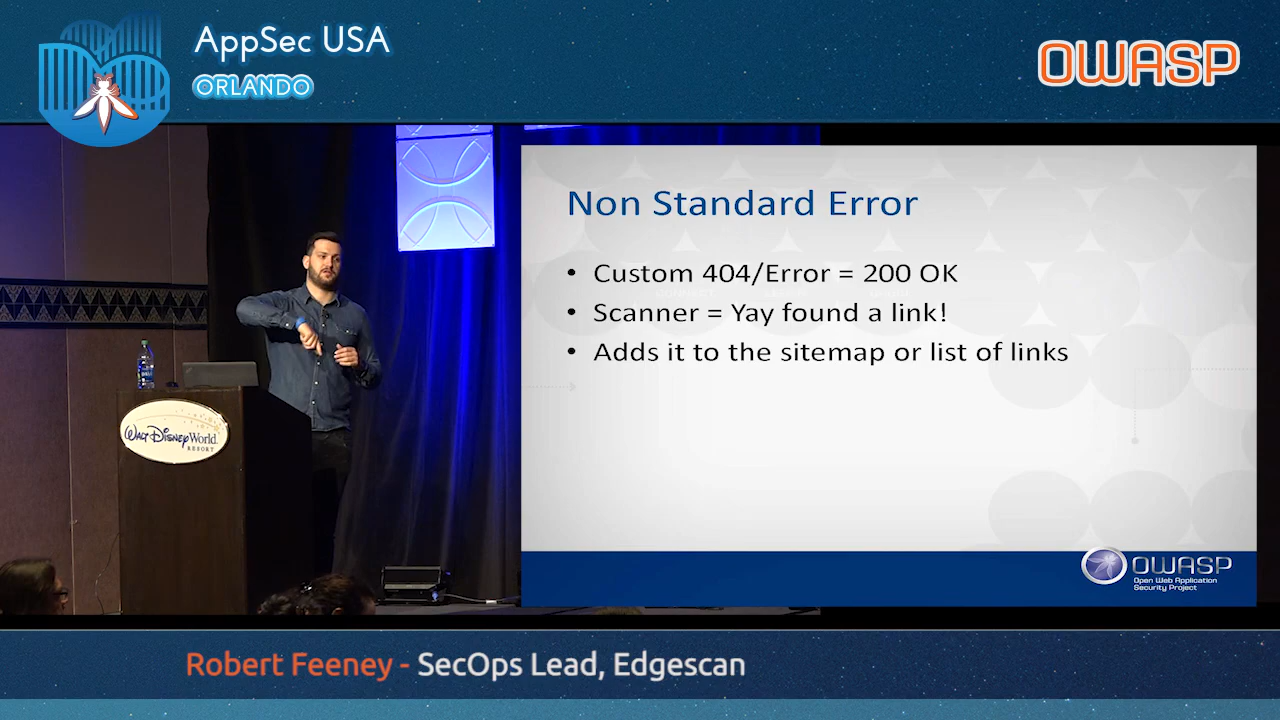 AppSec USA
ORLANDO
OWASP
Non Standard Error
• Custom 404/Error = 200 OK
• Scanner = Yay found a link!
• Adds it to the sitemap or list of links
WALT DISNEY World.
RESORT
OWASP
Open Web Application
Security Project
Robert Feeney - SecOps Lead, Edgescan